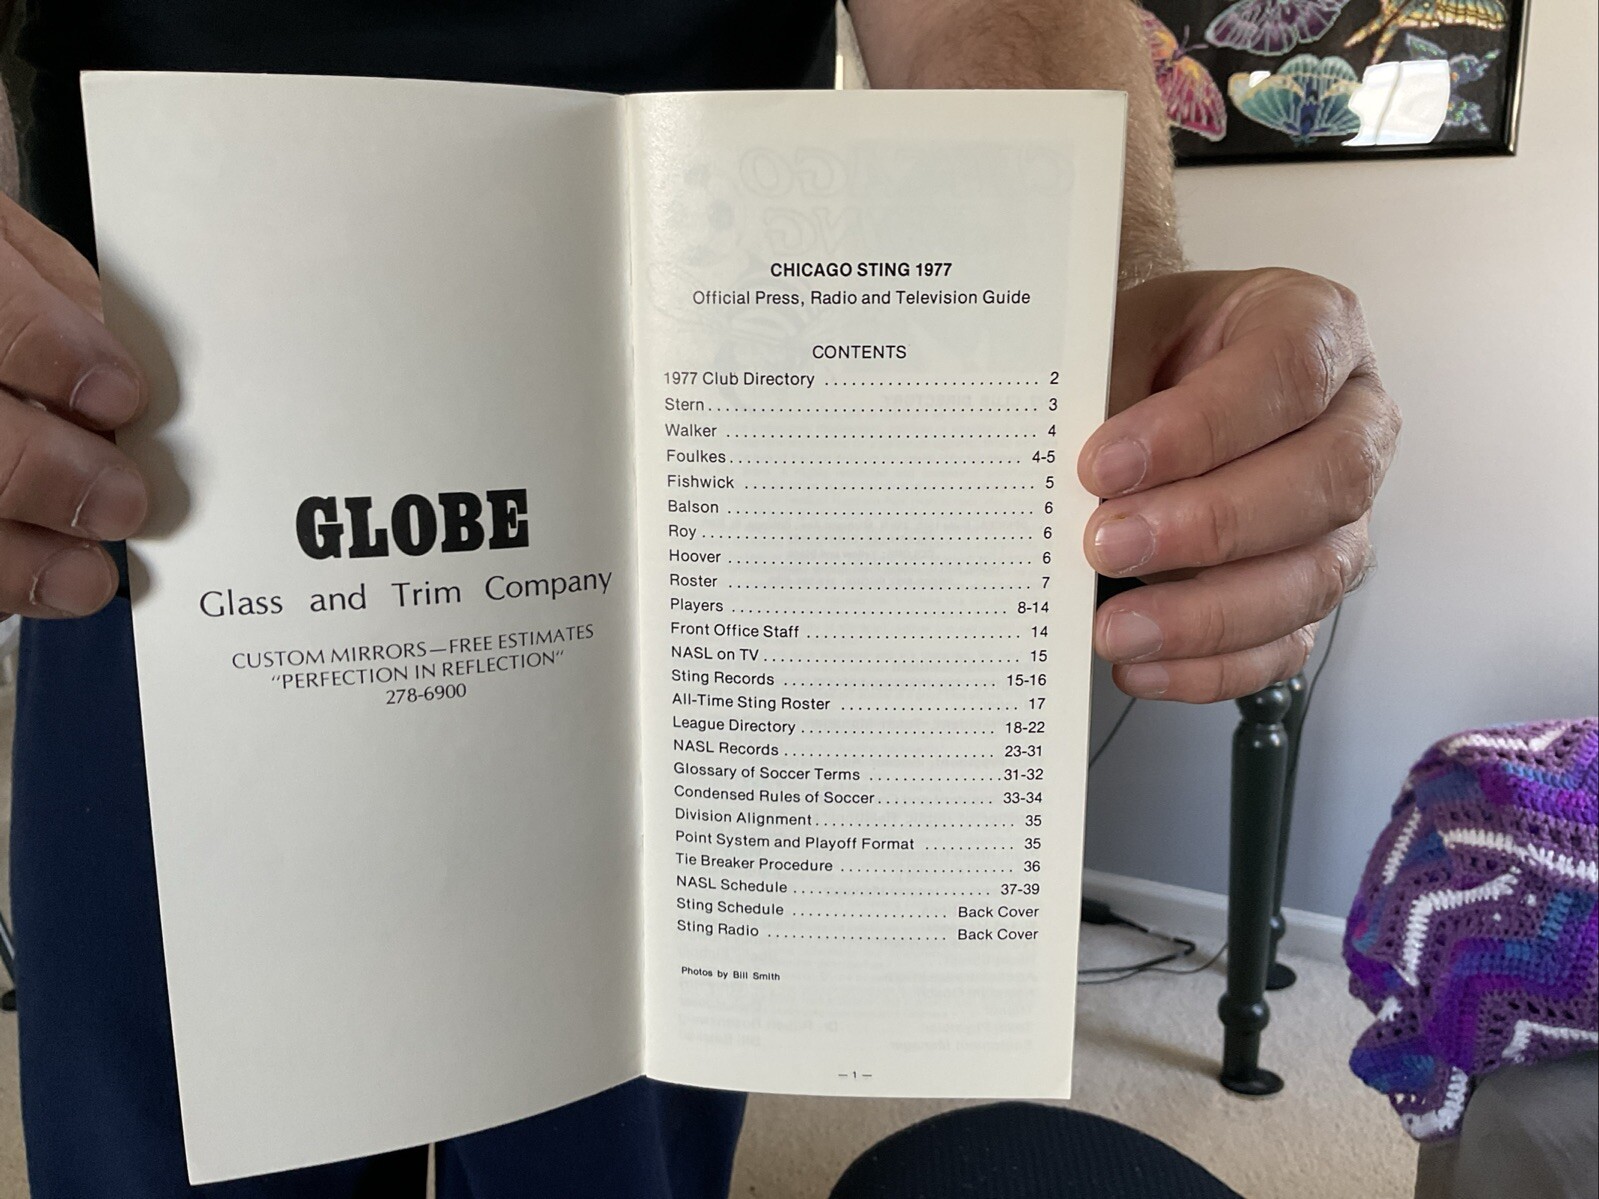 GLOBE
Glass and Trim Company
CUSTOM MIRRORS—FREE ESTIMATES
"PERFECTION IN REFLECTION"
278-6900
CHICAGO STING 1977
Official Press, Radio and Television Guide
CONTENTS
1977 Club Directory ........................ 2
Stern ........................ 3
Walker ........................ 4
Foulkes ........................ 4-5
Fishwick ........................ 5
Balson ........................ 6
Roy ........................ 6
Hoover ........................ 6
Roster ........................ 7
Players ........................ 8-14
Front Office Staff ........................ 14
NASL on TV ........................ 15
Sting Records ........................ 15-16
All-Time Sting Roster ........................ 17
League Directory ........................ 18-22
NASL Records ........................ 23-31
Glossary of Soccer Terms ........................ 31-32
Condensed Rules of Soccer ........................ 33-34
Division Alignment ........................ 35
Point System and Playoff Format ........................ 35
Tie Breaker Procedure ........................ 36
NASL Schedule ........................ 37-39
Sting Schedule ........................ Back Cover
Sting Radio ........................ Back Cover
Photos by Bill Smith
— 1 —